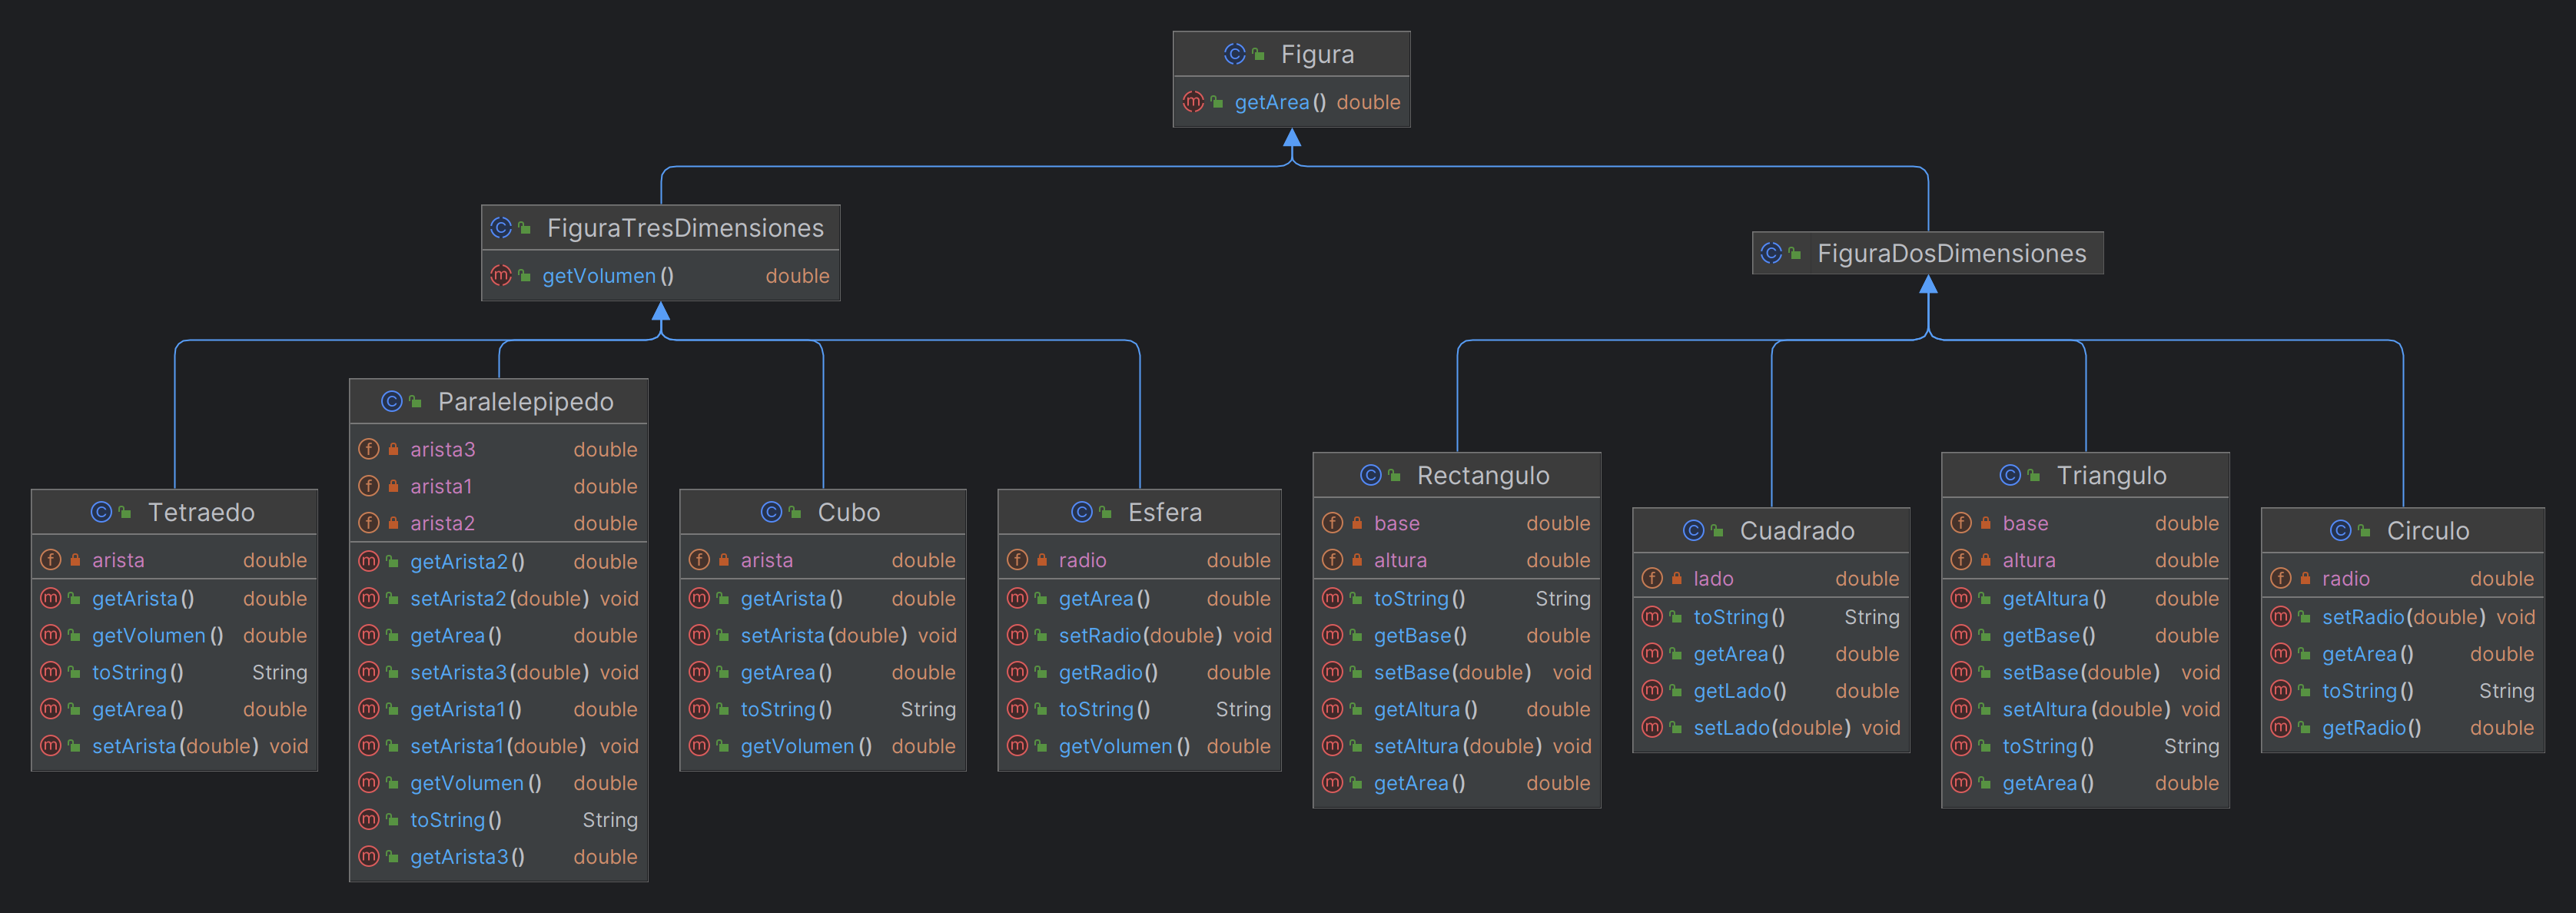 Figura
getArea() double
FiguraTresDimensiones
getVolumen() double
FiguraDosDimensiones
Tetraedo
arista double
getArista() double
getVolumen() double
toString() String
getArea() double
setArista(double) void
Paralelepipedo
arista3 double
arista1 double
arista2 double
getArista2() double
setArista2(double) void
getArea() double
setArista3(double) void
getArista1() double
setArista1(double) void
getVolumen() double
toString() String
getArista3() double
Cubo
arista double
getArista() double
setArista(double) void
getArea() double
toString() String
getVolumen() double
Esfera
radio double
getArea() double
setRadio(double) void
getRadio() double
toString() String
getVolumen() double
Rectangulo
base double
altura double
toString() String
getBase() double
setBase(double) void
getAltura() double
setAltura(double) void
getArea() double
Cuadrado
lado double
toString() String
getArea() double
getLado() double
setLado(double) void
Triangulo
base double
altura double
getAltura() double
getBase() double
setBase(double) void
setAltura(double) void
toString() String
getArea() double
Circulo
radio double
setRadio(double) void
getArea() double
toString() String
getRadio() double